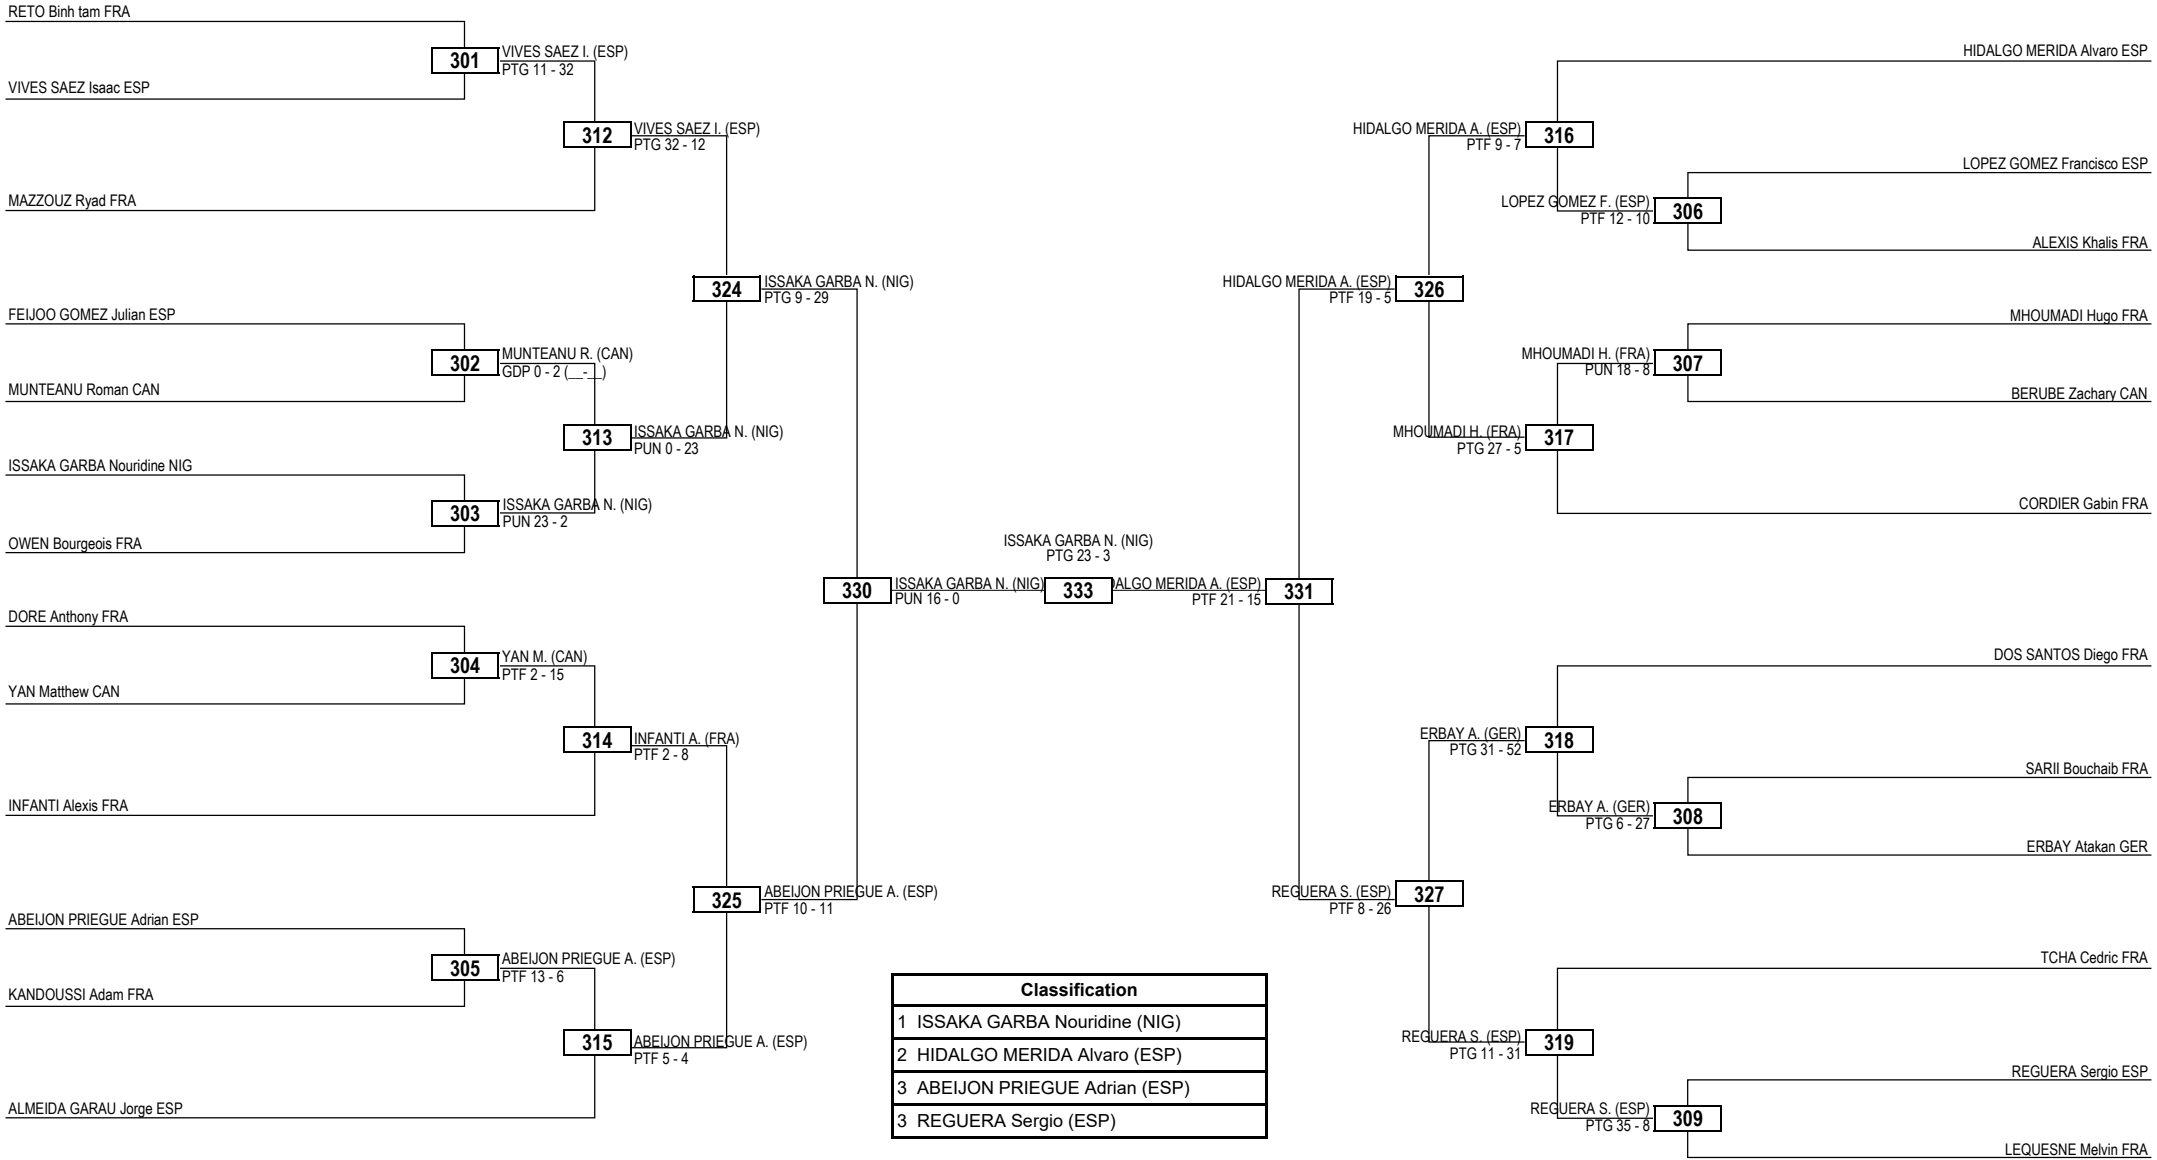 RETO Binh tam FRA
301
VIVES SAEZ I. (ESP)
PTG 11 - 32
VIVES SAEZ Isaac ESP
312
VIVES SAEZ I. (ESP)
PTG 32 - 12
MAZZOUZ Ryad FRA
324
ISSAKA GARBA N. (NIG)
PTG 9 - 29
FEIJOO GOMEZ Julian ESP
302
MUNTEANU R. (CAN)
GDP 0 - 2 (__-__)
MUNTEANU Roman CAN
313
ISSAKA GARBA N. (NIG)
PUN 0 - 23
ISSAKA GARBA Nouridine NIG
303
ISSAKA GARBA N. (NIG)
PUN 23 - 2
OWEN Bourgeois FRA
330
ISSAKA GARBA N. (NIG)
PUN 16 - 0
DORE Anthony FRA
304
YAN M. (CAN)
PTF 2 - 15
YAN Matthew CAN
314
INFANTI A. (FRA)
PTF 2 - 8
INFANTI Alexis FRA
325
ABEIJON PRIEGUE A. (ESP)
PTF 10 - 11
ABEIJON PRIEGUE Adrian ESP
305
ABEIJON PRIEGUE A. (ESP)
PTF 13 - 6
KANDOUSSI Adam FRA
315
ABEIJON PRIEGUE A. (ESP)
PTF 5 - 4
ALMEIDA GARAU Jorge ESP
ISSAKA GARBA N. (NIG)
PTG 23 - 3
333
DALGO MERIDA A. (ESP)
PTF 21 - 15
331
HIDALGO MERIDA Alvaro ESP
HIDALGO MERIDA A. (ESP)
PTF 9 - 7
316
LOPEZ GOMEZ Francisco ESP
LOPEZ GOMEZ F. (ESP)
PTF 12 - 10
306
ALEXIS Khalis FRA
HIDALGO MERIDA A. (ESP)
PTF 19 - 5
326
MHOUMADI Hugo FRA
MHOUMADI H. (FRA)
PUN 18 - 8
307
BERUBE Zachary CAN
MHOUMADI H. (FRA)
PTG 27 - 5
317
CORDIER Gabin FRA
DOS SANTOS Diego FRA
ERBAY A. (GER)
PTG 31 - 52
318
SARII Bouchaib FRA
ERBAY A. (GER)
PTG 6 - 27
308
ERBAY Atakan GER
REGUERA S. (ESP)
PTF 8 - 26
327
TCHA Cedric FRA
REGUERA S. (ESP)
PTG 11 - 31
319
REGUERA Sergio ESP
REGUERA S. (ESP)
PTG 35 - 8
309
LEQUESNE Melvin FRA
Classification
1 ISSAKA GARBA Nouridine (NIG)
2 HIDALGO MERIDA Alvaro (ESP)
3 ABEIJON PRIEGUE Adrian (ESP)
3 REGUERA Sergio (ESP)